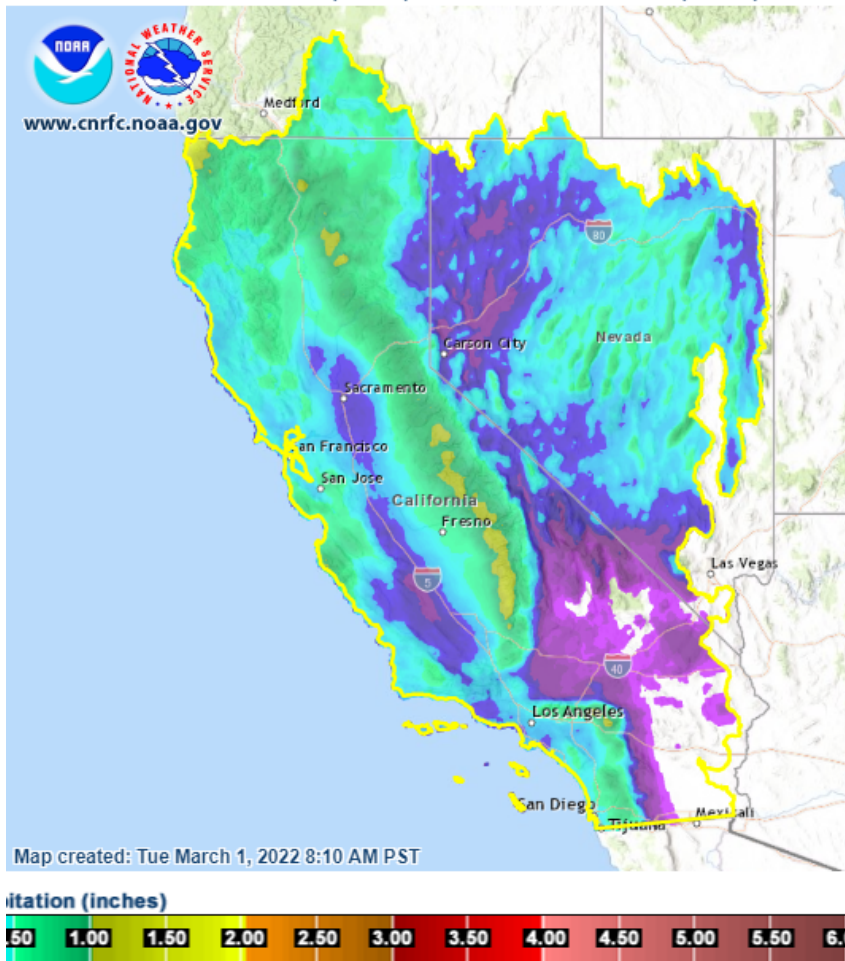 NOAA
NATIONAL WEATHER SERVICE
www.cnrfc.noaa.gov
Medford
80
Nevada
Carson City
Sacramento
an Francisco
San Jose
California
Fresno
5
Las Vegas
40
Los Angeles
San Diego
Mexicali
Tijuana
Map created: Tue March 1, 2022 8:10 AM PST
itation (inches)
.50 1.00 1.50 2.00 2.50 3.00 3.50 4.00 4.50 5.00 5.50 6.